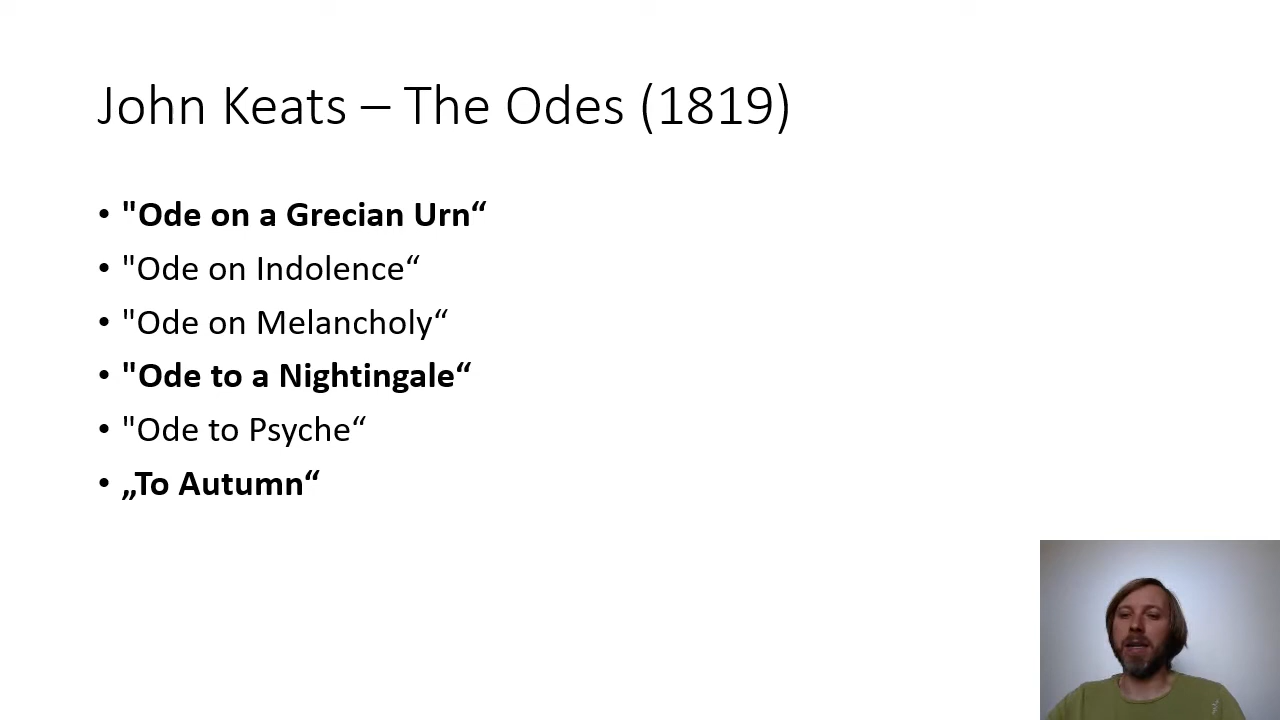 John Keats – The Odes (1819)
• "Ode on a Grecian Urn“
• "Ode on Indolence“
• "Ode on Melancholy“
• "Ode to a Nightingale“
• "Ode to Psyche“
• „To Autumn“